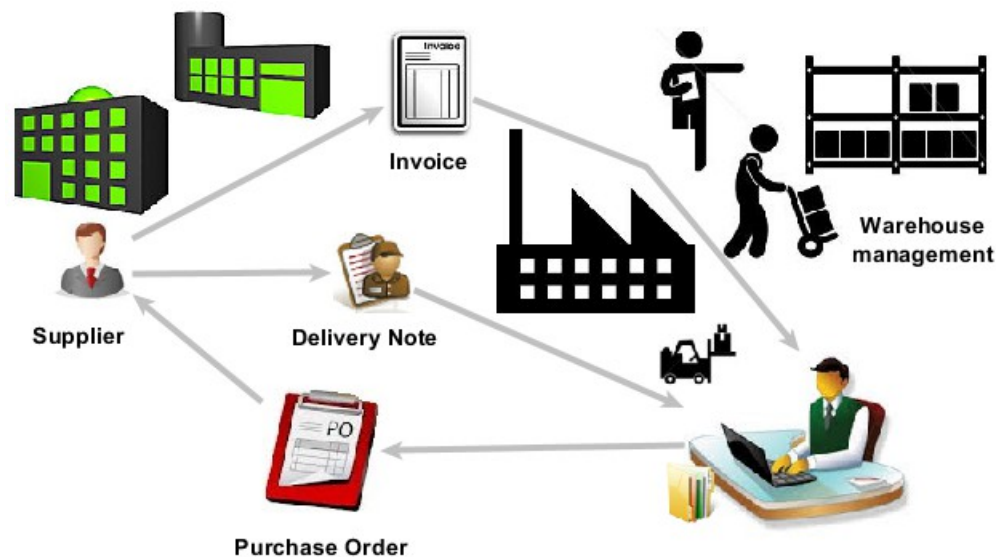 Invoice
Invoice
Warehouse
management
Supplier
Delivery Note
PO
Purchase Order